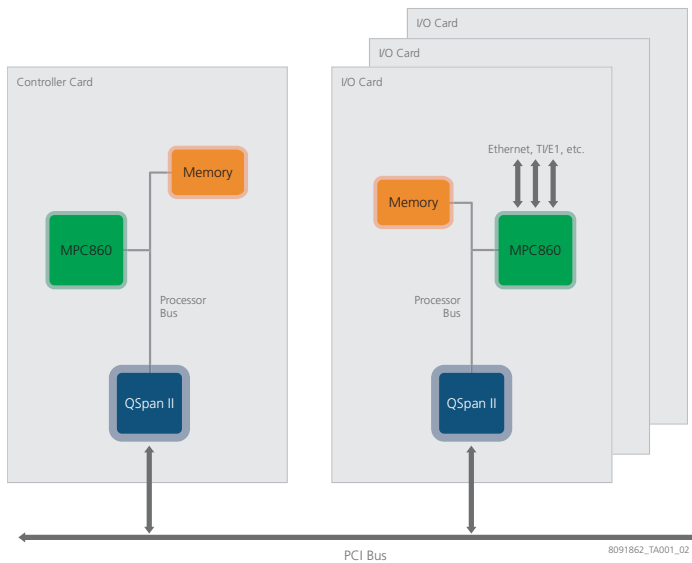 I/O Card
I/O Card
Controller Card
I/O Card
Ethernet, T1/E1, etc.
Memory
Memory
MPC860
MPC860
Processor
Bus
Processor
Bus
QSpan II
QSpan II
PCI Bus
8091862_TA001_02